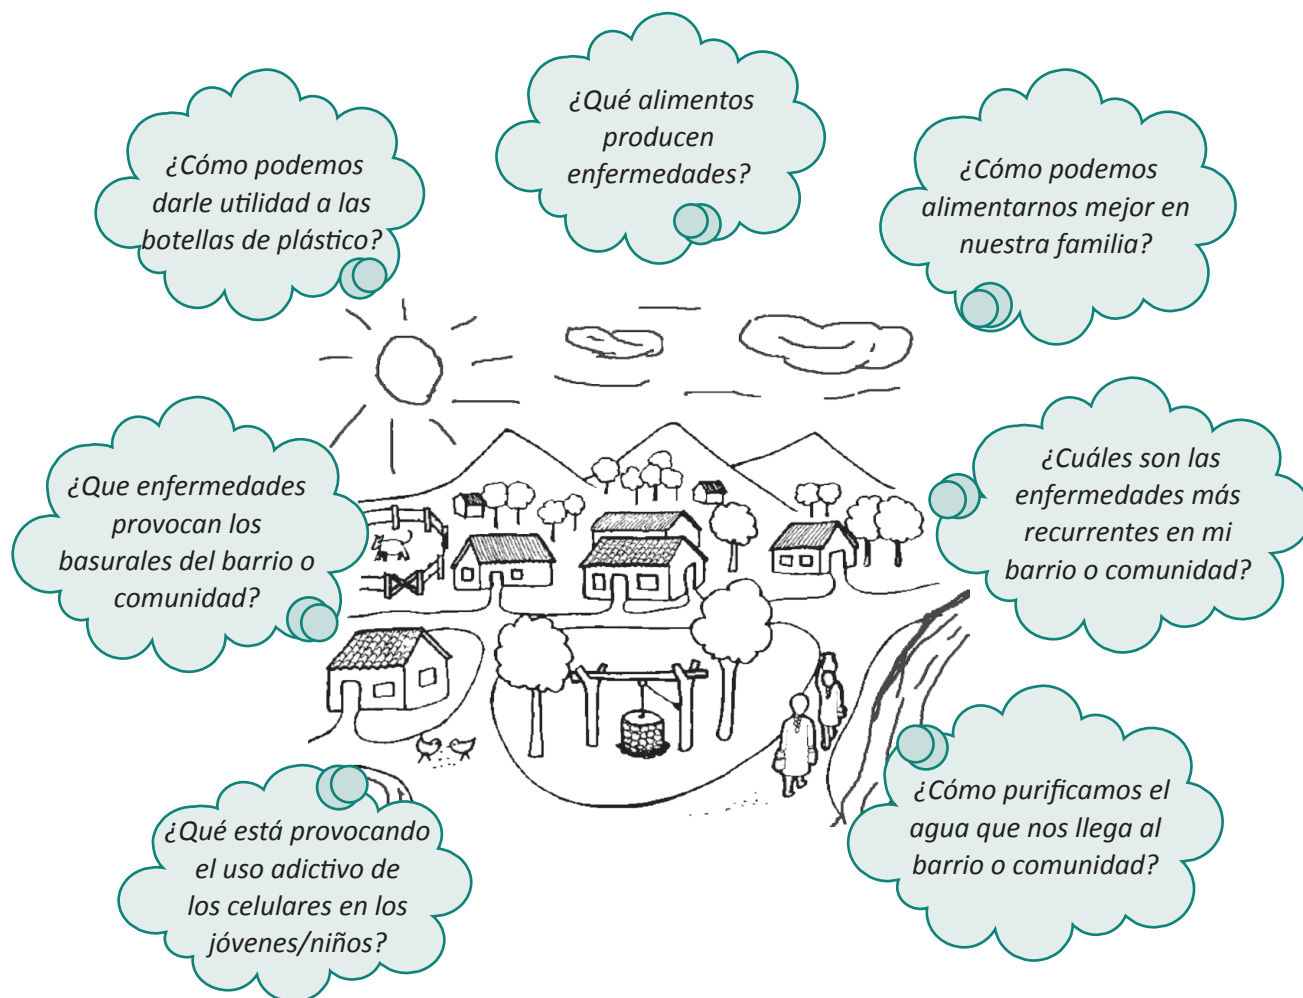 ¿Qué alimentos
producen
enfermedades?
¿Cómo podemos
darle utilidad a las
botellas de plástico?
¿Cómo podemos
alimentarnos mejor en
nuestra familia?
¿Que enfermedades
provocan los
basurales del barrio o
comunidad?
¿Cuáles son las
enfermedades más
recurrentes en mi
barrio o comunidad?
¿Qué está provocando
el uso adictivo de
los celulares en los
jóvenes/niños?
¿Cómo purificamos el
agua que nos llega al
barrio o comunidad?